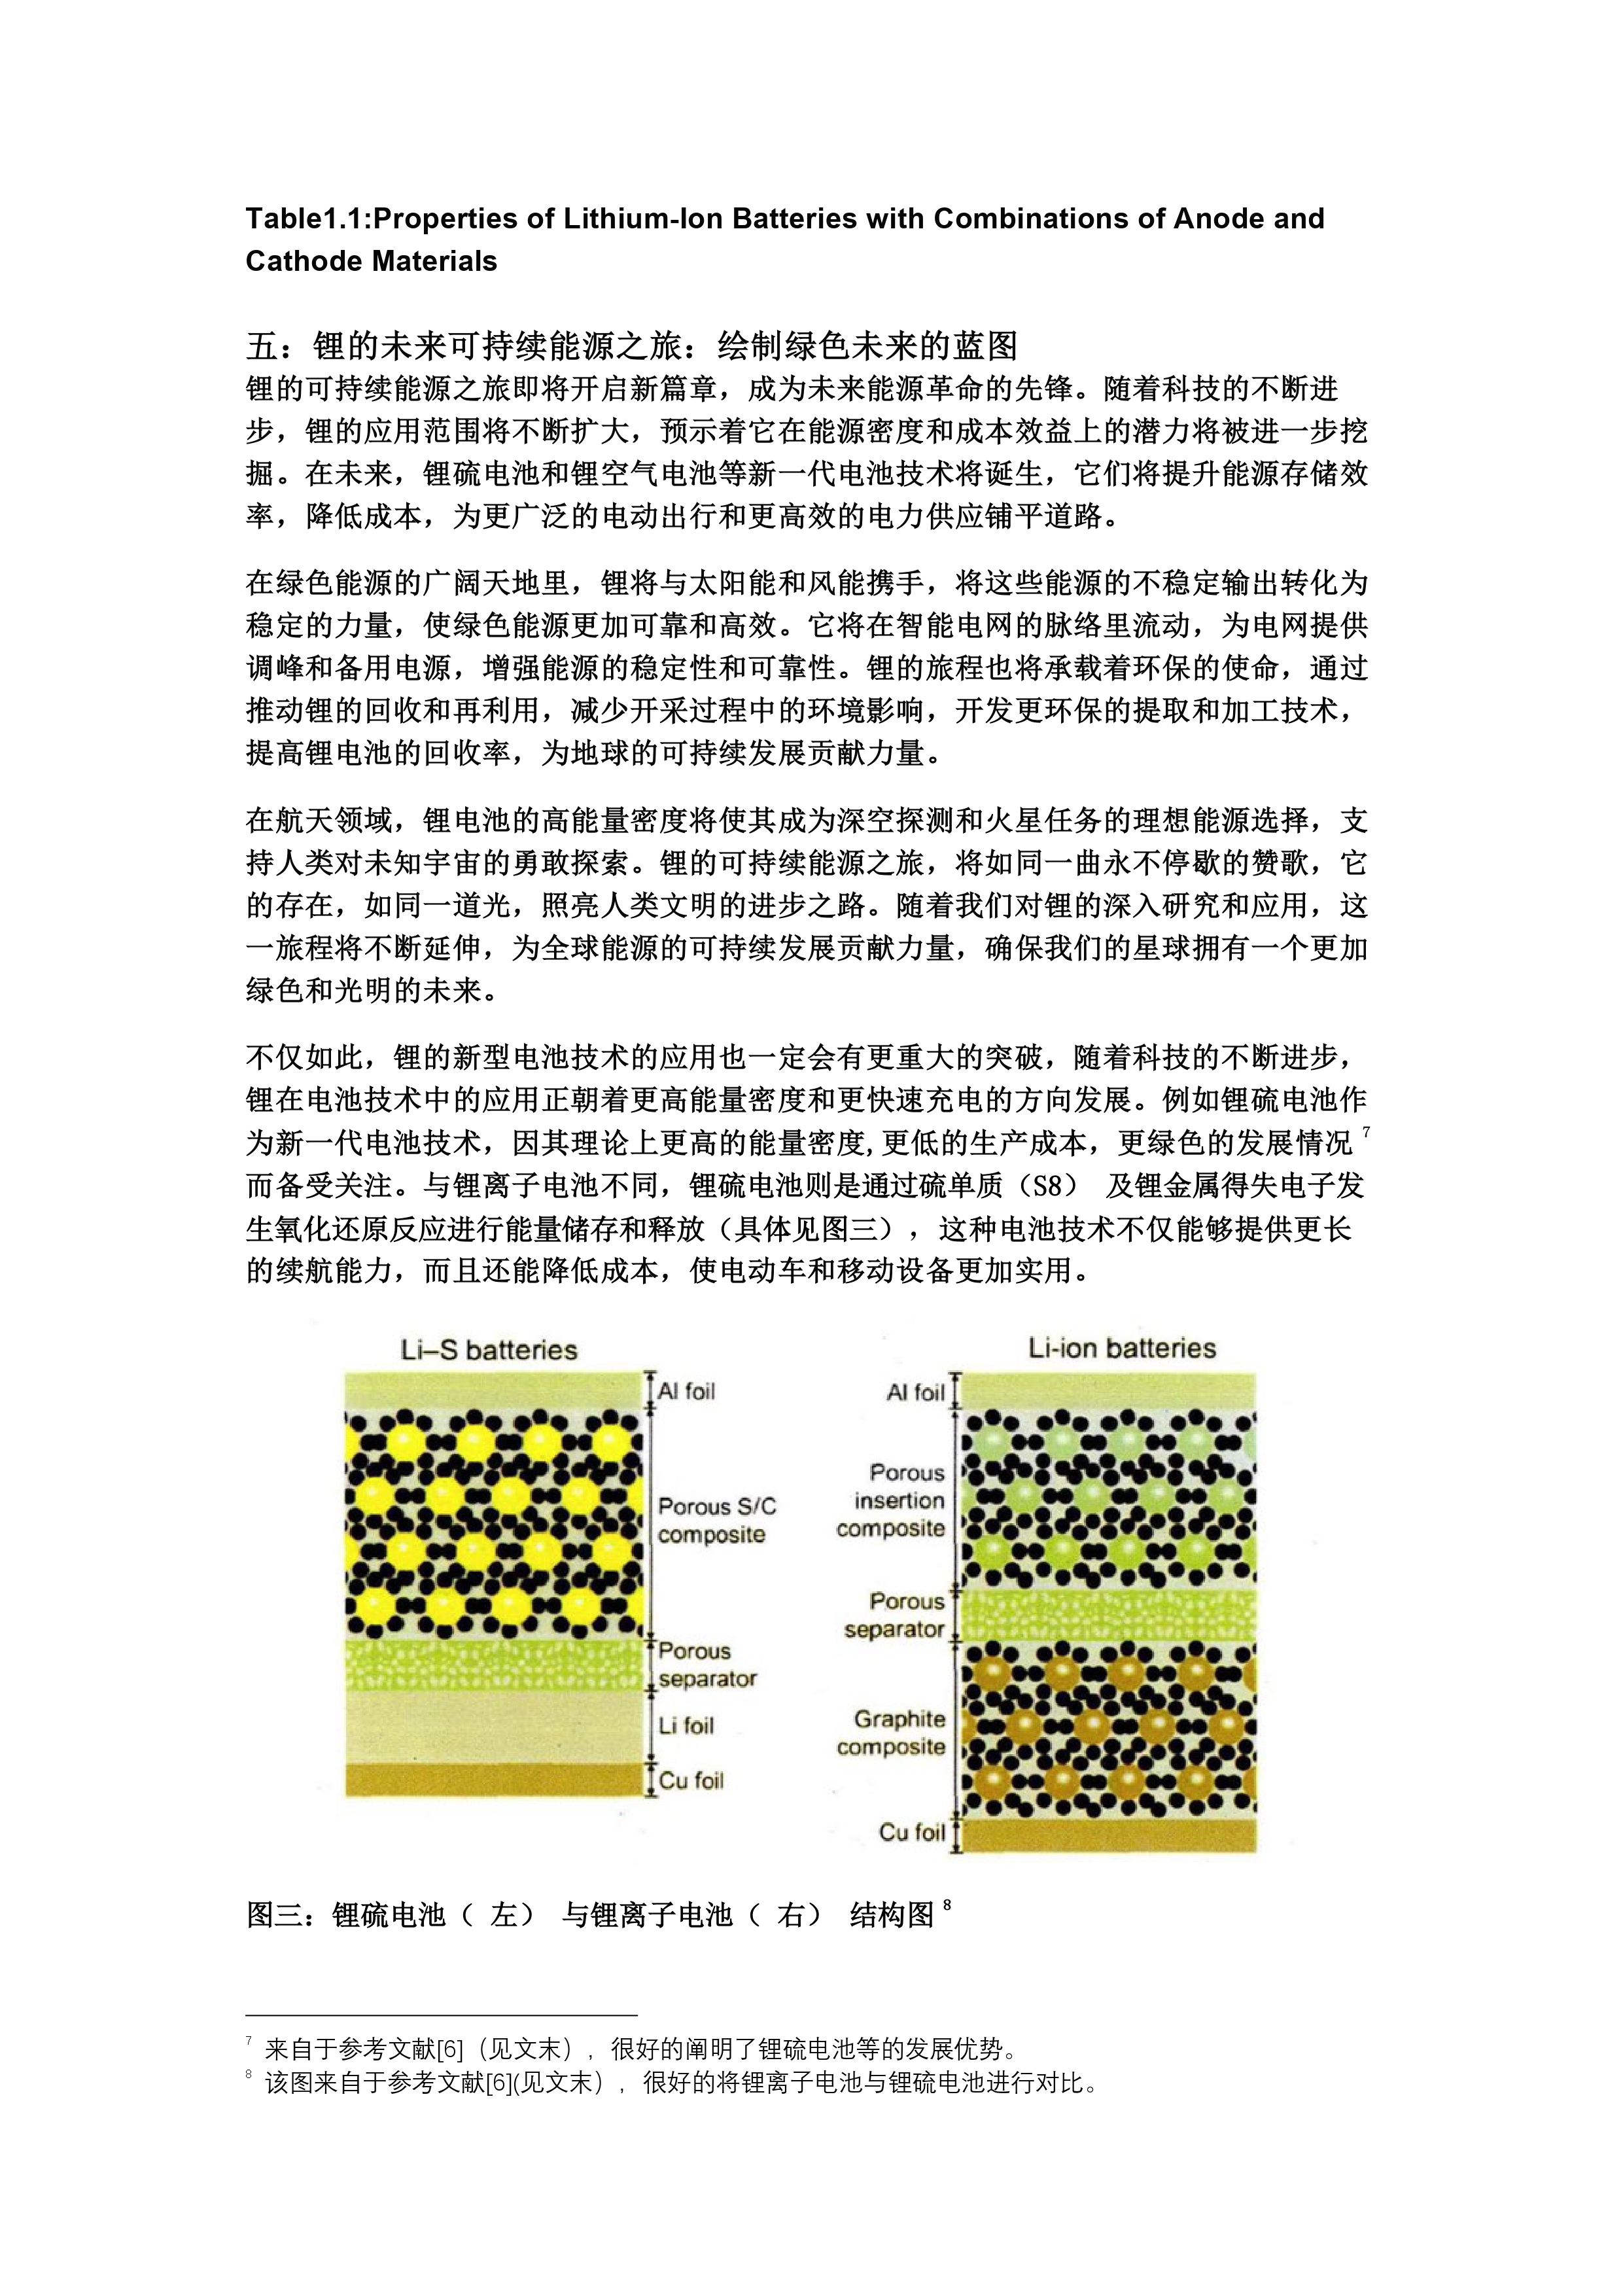 Table1.1:Properties of Lithium-Ion Batteries with Combinations of Anode and
Cathode Materials
五：锂的未来可持续能源之旅：绘制绿色未来的蓝图
锂的可持续能源之旅即将开启新篇章，成为未来能源革命的先锋。随着科技的不断进
步，锂的应用范围将不断扩大，预示着它在能源密度和成本效益上的潜力将被进一步挖
掘。在未来，锂硫电池和锂空气电池等新一代电池技术将诞生，它们将提升能源存储效
率，降低成本，为更广泛的电动出行和更高效的电力供应铺平道路。
在绿色能源的广阔天地里，锂将与太阳能和风能携手，将这些能源的不稳定输出转化为
稳定的力量，使绿色能源更加可靠和高效。它将在智能电网的脉络里流动，为电网提供
调峰和备用电源，增强能源的稳定性和可靠性。锂的旅程也将承载着环保的使命，通过
推动锂的回收和再利用，减少开采过程中的环境影响，开发更环保的提取和加工技术，
提高锂电池的回收率，为地球的可持续发展贡献力量。
在航天领域，锂电池的高能量密度将使其成为深空探测和火星任务的理想能源选择，支
持人类对未知宇宙的勇敢探索。锂的可持续能源之旅，将如同一曲永不停歇的赞歌，它
的存在，如同一道光，照亮人类文明的进步之路。随着我们对锂的深入研究和应用，这
一旅程将不断延伸，为全球能源的可持续发展贡献力量，确保我们的星球拥有一个更加
绿色和光明的未来。
不仅如此，锂的新型电池技术的应用也一定会有更重大的突破，随着科技的不断进步，
锂在电池技术中的应用正朝着更高能量密度和更快速充电的方向发展。例如锂硫电池作
为新一代电池技术，因其理论上更高的能量密度,更低的生产成本，更绿色的发展情况 7
而备受关注。与锂离子电池不同，锂硫电池则是通过硫单质（S8） 及锂金属得失电子发
生氧化还原反应进行能量储存和释放（具体见图三），这种电池技术不仅能够提供更长
的续航能力，而且还能降低成本，使电动车和移动设备更加实用。
Li–S batteries
Al foil
Porous S/C
composite
Porous
separator
Li foil
Cu foil
Li-ion batteries
Al foil
Porous
insertion
composite
Porous
separator
Graphite
composite
Cu foil
图三：锂硫电池（ 左） 与锂离子电池（ 右） 结构图 8
7 来自于参考文献[6]（见文末），很好的阐明了锂硫电池等的发展优势。
8 该图来自于参考文献[6](见文末），很好的将锂离子电池与锂硫电池进行对比。